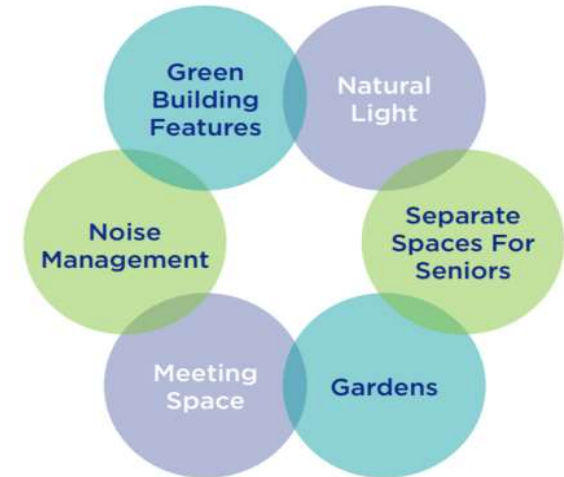 Green
Building
Features
Natural
Light
Noise
Management
Separate
Spaces For
Seniors
Meeting
Space
Gardens